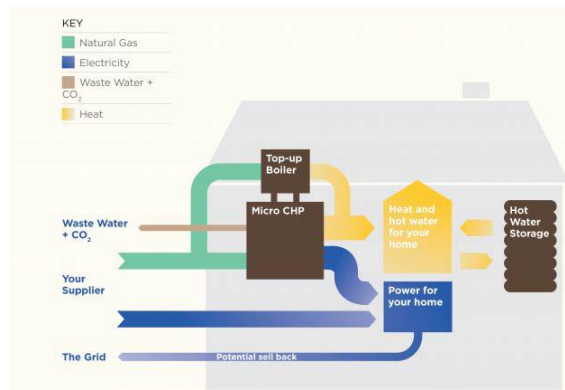 KEY
Natural Gas
Electricity
Waste Water +
CO₂
Heat
Top-up
Boiler
Micro CHP
Heat and
hot water
for your
home
Hot
Water
Storage
Waste Water
+ CO₂
Your
Supplier
Power for
your home
The Grid
Potential sell back